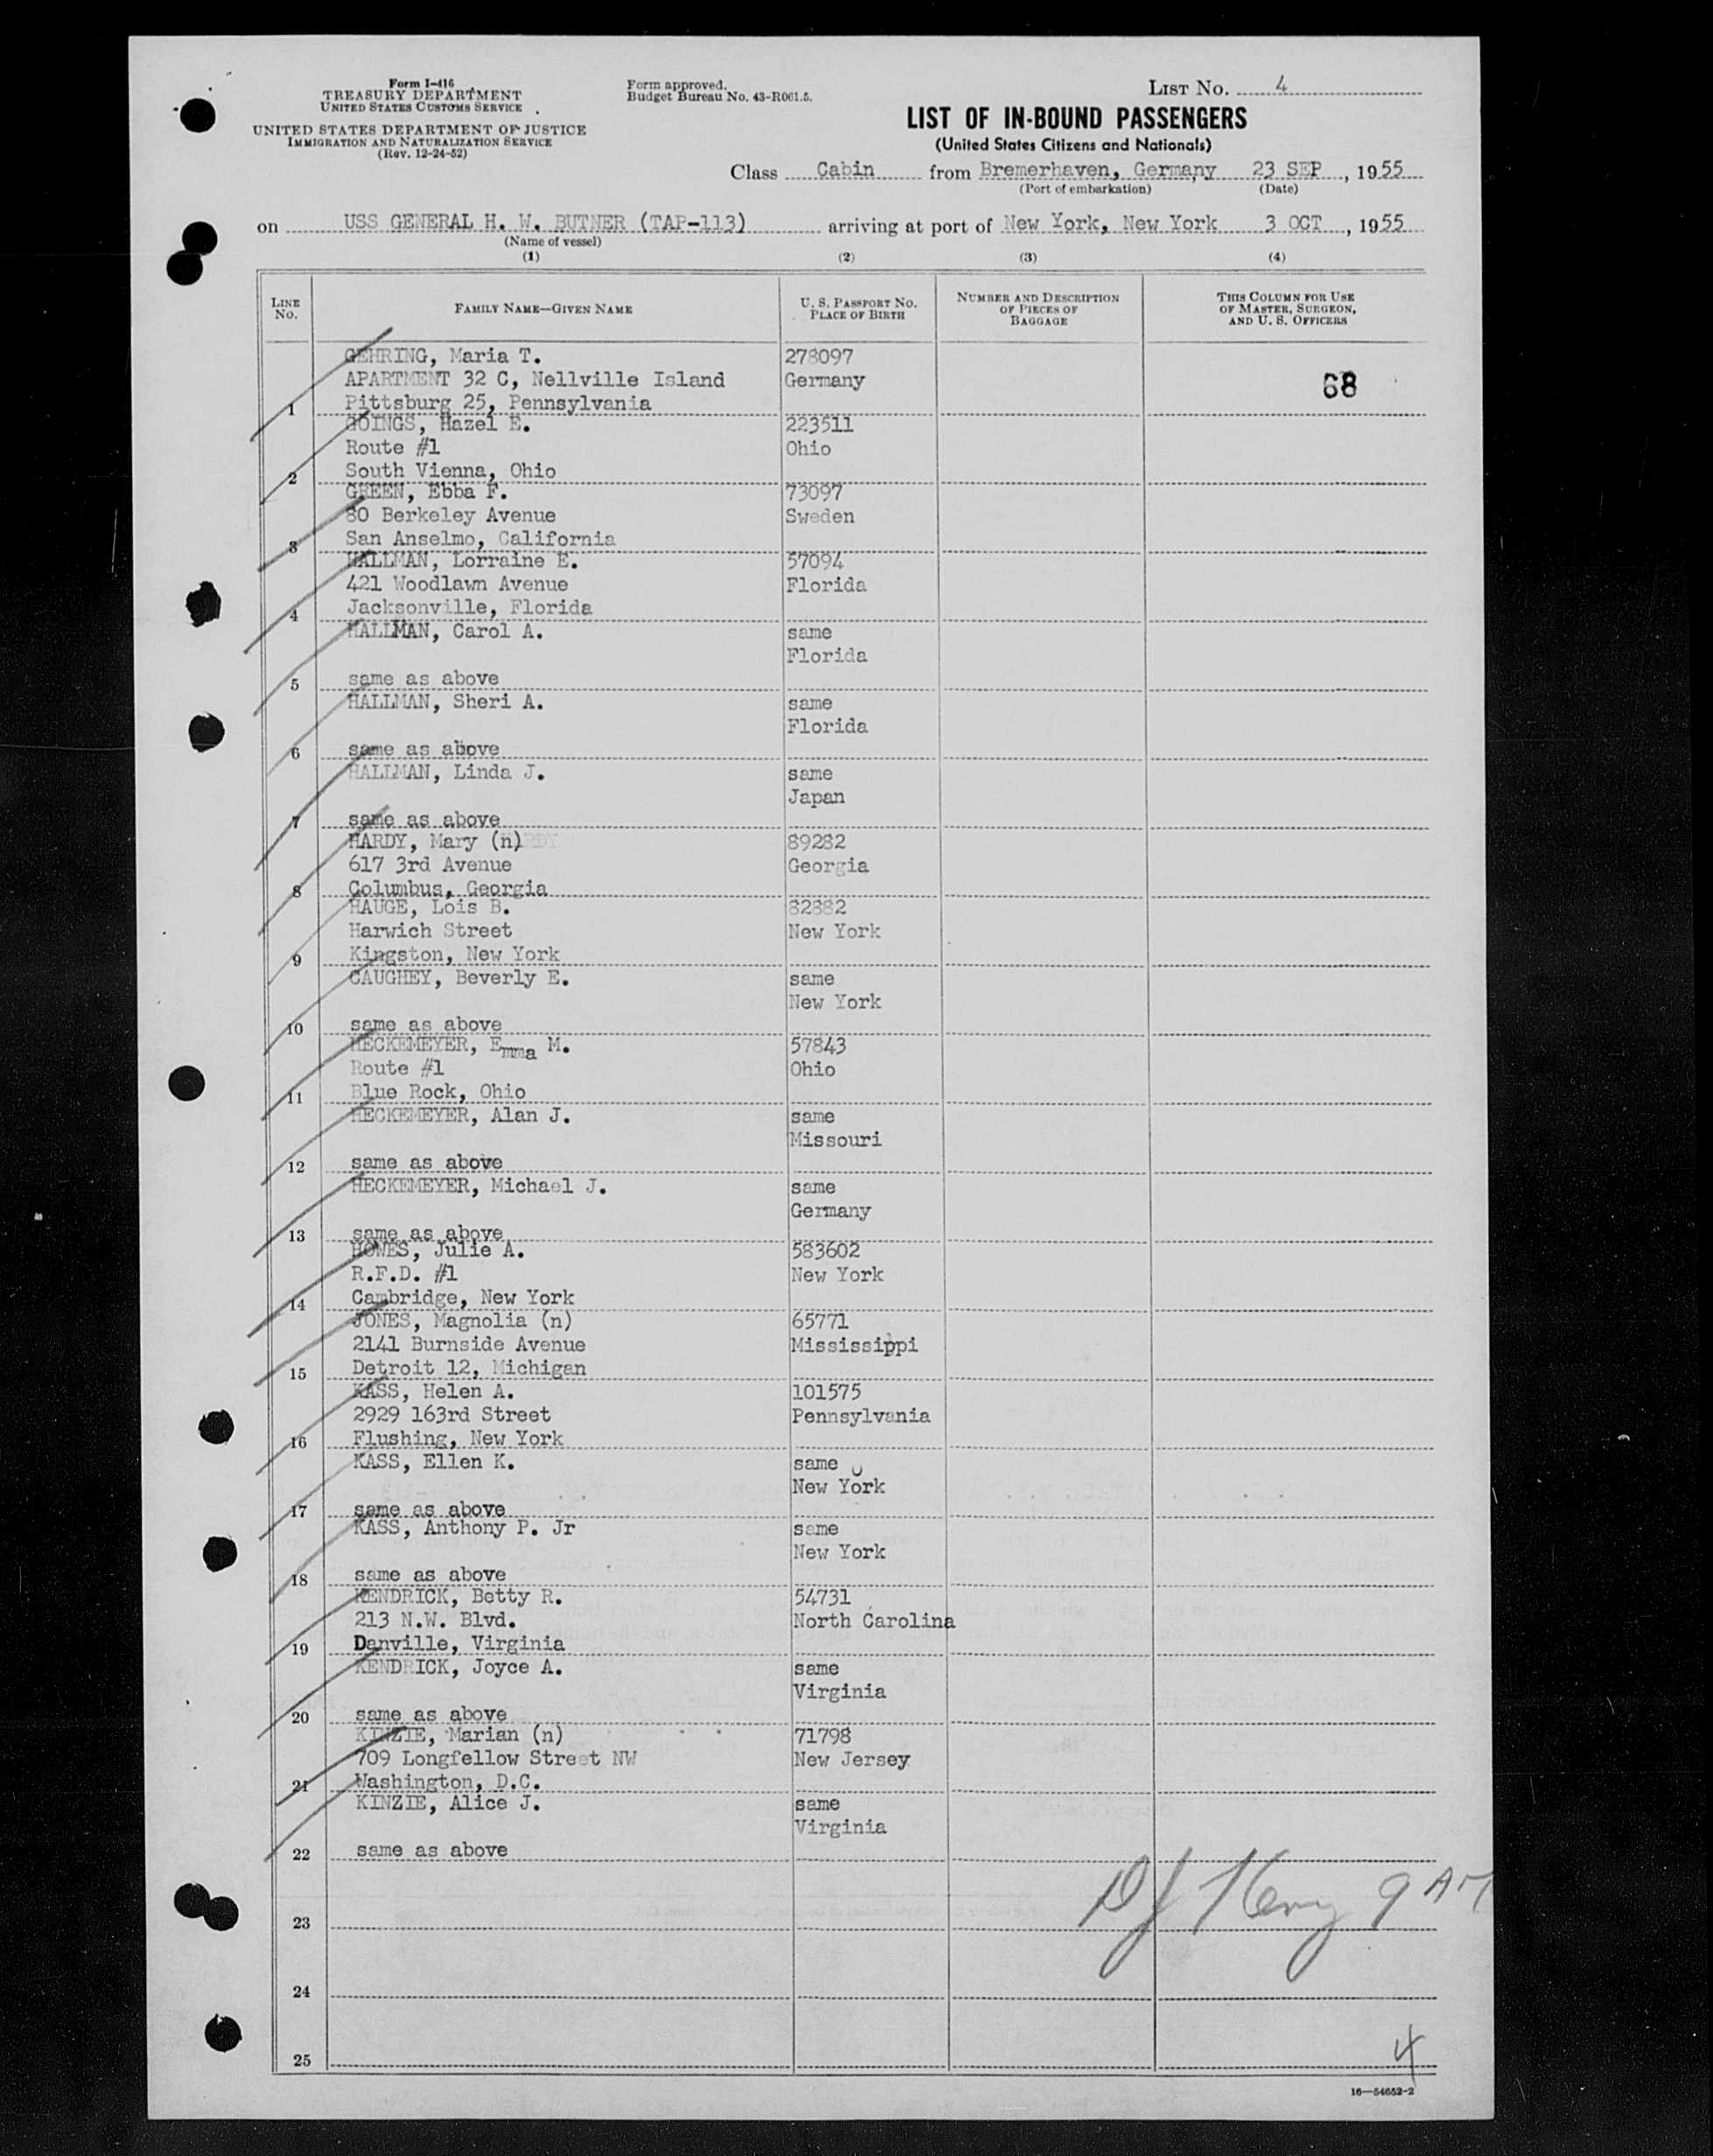 Form I-416
TREASURY DEPARTMENT
UNITED STATES CUSTOMS SERVICE
UNITED STATES DEPARTMENT OF JUSTICE
IMMIGRATION AND NATURALIZATION SERVICE
(Rev. 12-24-52)
Form approved.
Budget Bureau No. 43-R061.5.
LIST NO. 4
LIST OF IN-BOUND PASSENGERS
(United States Citizens and Nationals)
Class Cabin from Bremerhaven, Germany 23 SEP, 1955
(Port of embarkation) (Date)
on USS GENERAL H. W. BUTNER (TAP-113) arriving at port of New York, New York 3 OCT, 1955
(Name of vessel)
(1) (2) (3) (4)
LINE NO. FAMILY NAME—GIVEN NAME U. S. PASSPORT NO. PLACE OF BIRTH NUMBER AND DESCRIPTION OF PIECES OF BAGGAGE THIS COLUMN FOR USE OF MASTER, SURGEON, AND U. S. OFFICERS
GEHRING, Maria T. 278097
APARTMENT 32 C, Nellville Island Germany 68
1 Pittsburg 25, Pennsylvania
GOINGS, Hazel E. 223511
Route #1 Ohio
2 South Vienna, Ohio
GREEN, Ebba F. 73097
80 Berkeley Avenue Sweden
3 San Anselmo, California
HALLMAN, Lorraine E. 57094
421 Woodlawn Avenue Florida
4 Jacksonville, Florida
HALLMAN, Carol A. same
Florida
5 same as above
HALLMAN, Sheri A. same
Florida
6 same as above
HALLMAN, Linda J. same
Japan
7 same as above
HARDY, Mary (n) 89282
617 3rd Avenue Georgia
8 Columbus, Georgia
HAUGE, Lois B. 82882
Harwich Street New York
9 Kingston, New York
CAUGHEY, Beverly E. same
New York
10 same as above
HECKEMEYER, Emma M. 57843
Route #1 Ohio
11 Blue Rock, Ohio
HECKEMEYER, Alan J. same
Missouri
12 same as above
HECKEMEYER, Michael J. same
Germany
13 same as above
HOWES, Julie A. 583602
R.F.D. #1 New York
14 Cambridge, New York
JONES, Magnolia (n) 65771
2141 Burnside Avenue Mississippi
15 Detroit 12, Michigan
KASS, Helen A. 101575
2929 163rd Street Pennsylvania
16 Flushing, New York
KASS, Ellen K. same
New York
17 same as above
KASS, Anthony P. Jr same
New York
18 same as above
KENDRICK, Betty R. 54731
213 N.W. Blvd. North Carolina
19 Danville, Virginia
KENDRICK, Joyce A. same
Virginia
20 same as above
KINZIE, Marian (n) 71798
709 Longfellow Street NW New Jersey
21 Washington, D.C.
KINZIE, Alice J. same
Virginia
22 same as above
9 AM
23
24
25
4
16—54652-2